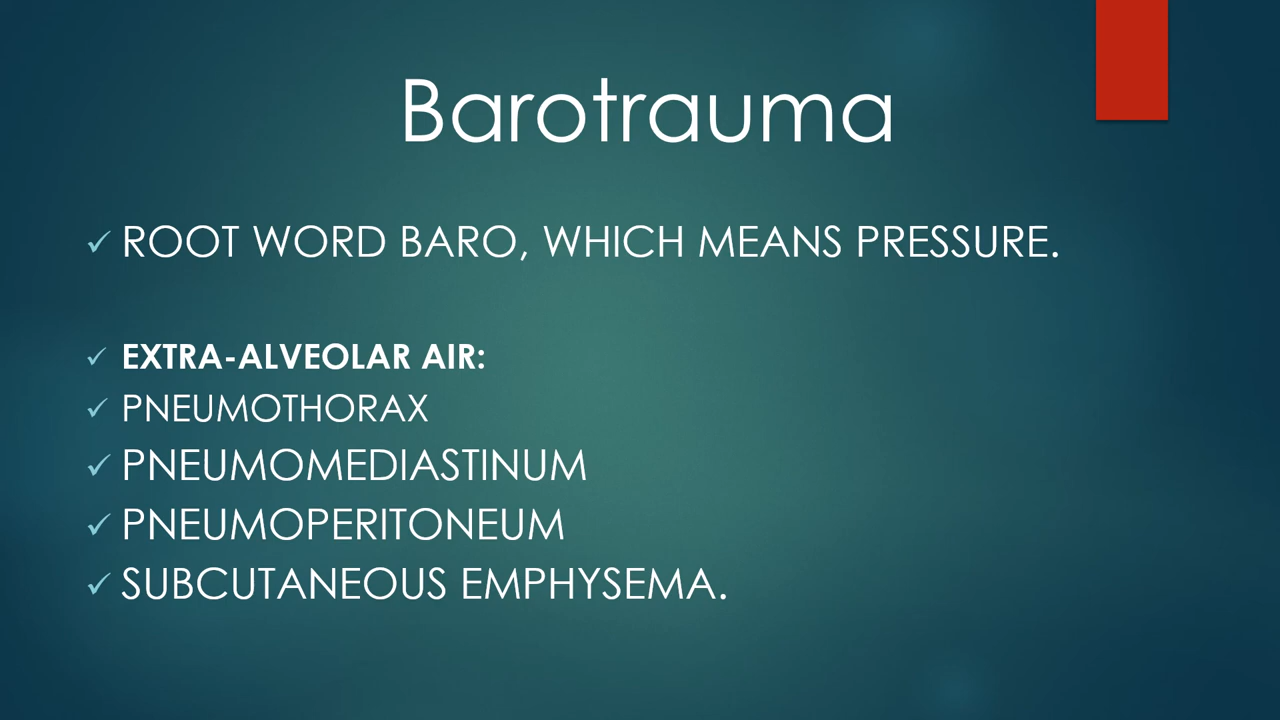 Barotrauma
✓ ROOT WORD BARO, WHICH MEANS PRESSURE.
✓ EXTRA-ALVEOLAR AIR:
✓ PNEUMOTHORAX
✓ PNEUMOMEDIASTINUM
✓ PNEUMOPERITONEUM
✓ SUBCUTANEOUS EMPHYSEMA.